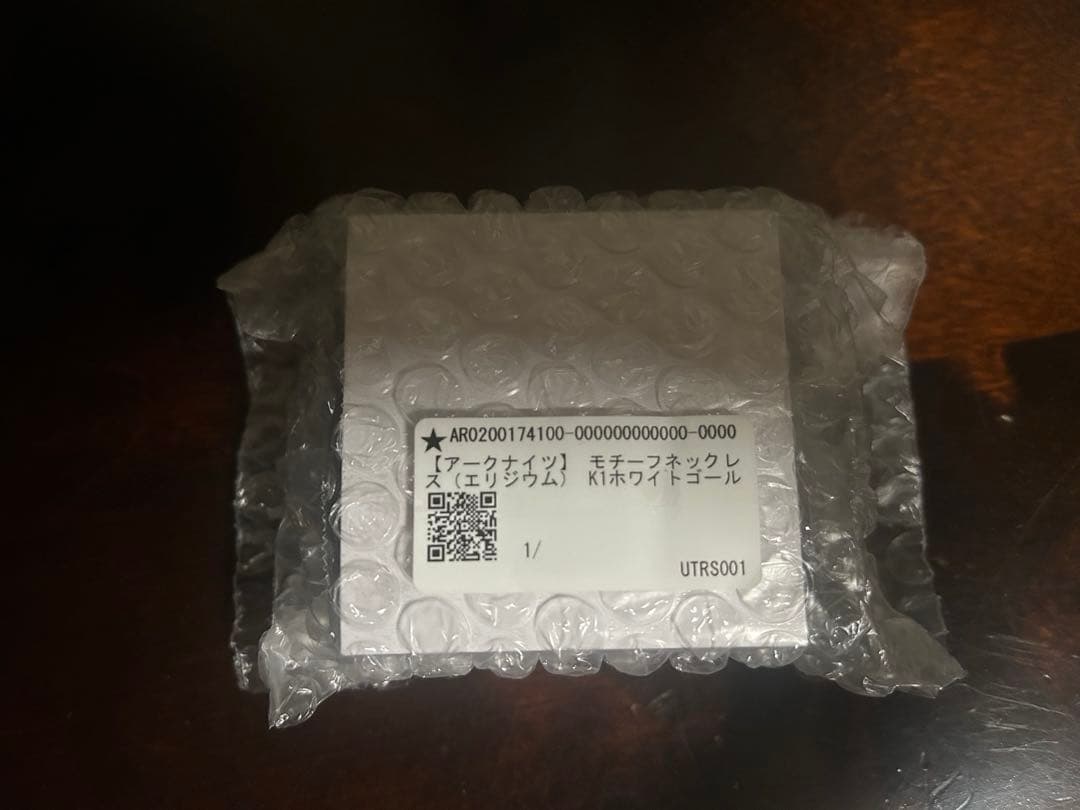 ★AR0200174100-000000000000-0000
【アークナイツ】 モチーフネックレ
ス（エリジウム） K1ホワイトゴール
1/
UTRS001